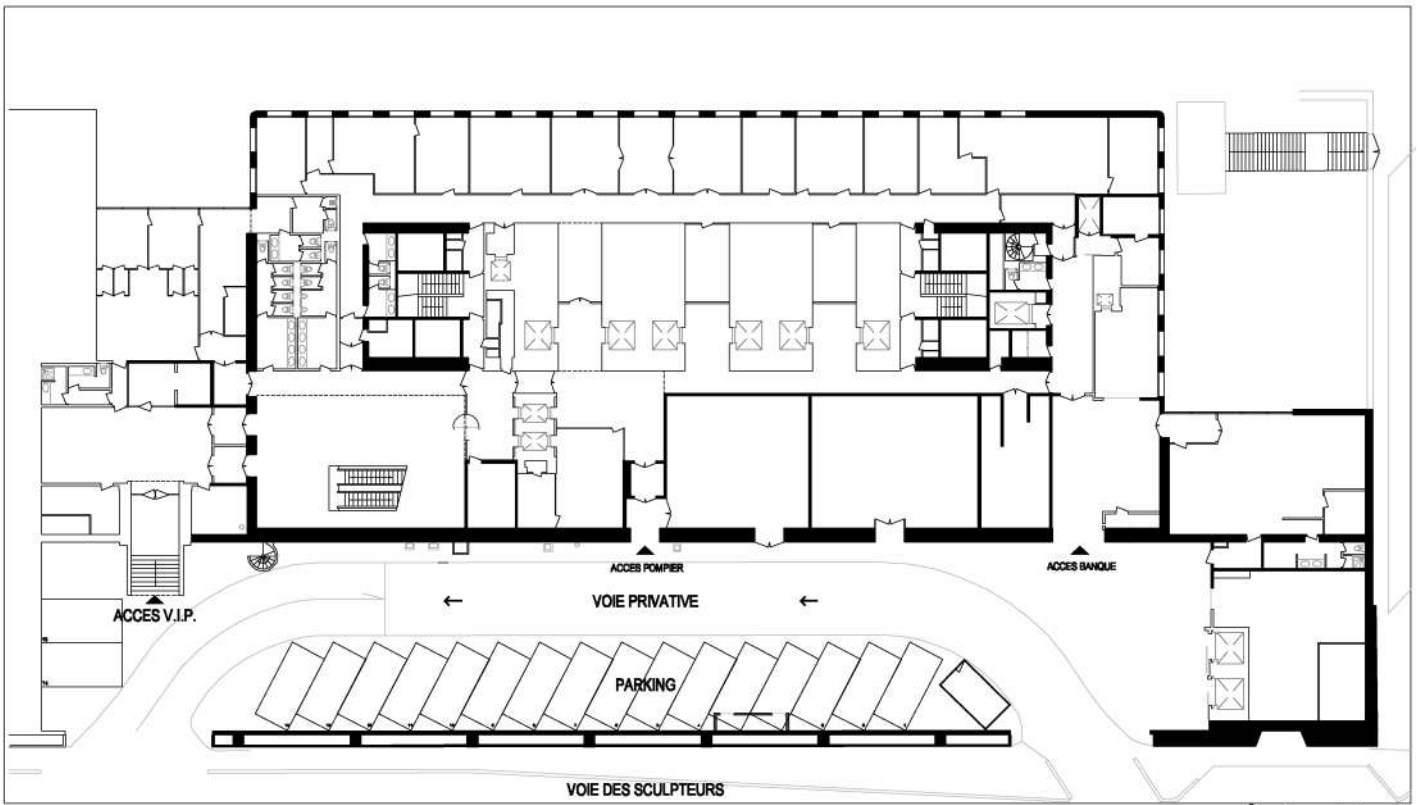 ACCES POMPIER
ACCES BANQUE
VOIE PRIVATIVE
ACCES V.I.P.
PARKING
VOIE DES SCULPTEURS